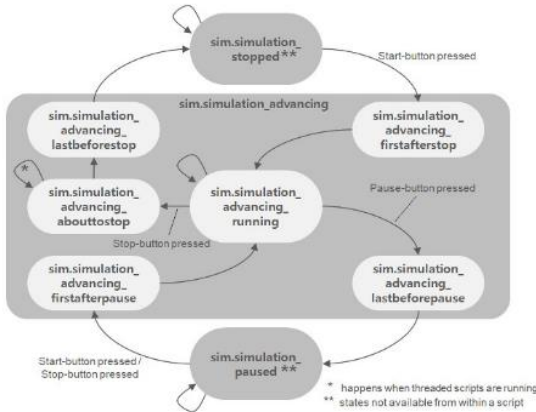 sim.simulation_
stopped**
Start-button pressed
sim.simulation_advancing
sim.simulation_
advancing_
lastbeforestop
sim.simulation_
advancing_
firstafterstop
*
sim.simulation_
advancing_
abouttostop
sim.simulation_
advancing_
running
Pause-button pressed
Stop-button pressed
sim.simulation_
advancing_
firstafterpause
sim.simulation_
advancing_
lastbeforepause
Start-button pressed /
Stop-button pressed
sim.simulation_
paused **
* happens when threaded scripts are running
** states not available from within a script